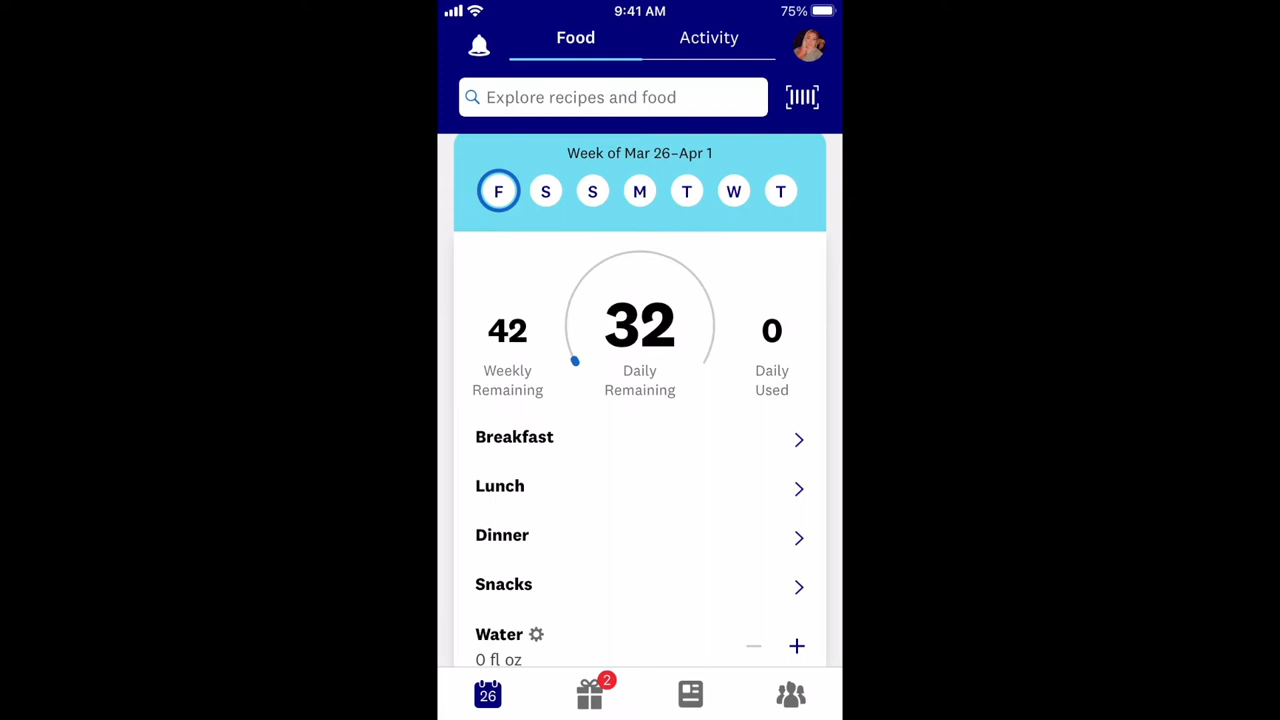 9:41 AM
75%
Food
Activity
Explore recipes and food
Week of Mar 26–Apr 1
F S S M T W T
42
32
0
Weekly Remaining
Daily Remaining
Daily Used
Breakfast
Lunch
Dinner
Snacks
Water
0 fl oz
26
2